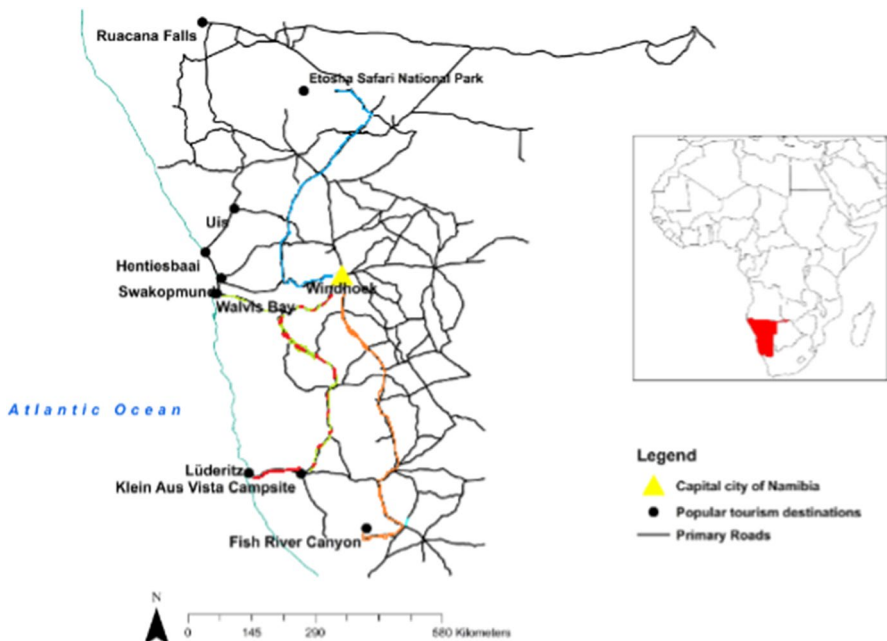 Ruacana Falls
Etosha Safari National Park
Uis
Hentiesbaai
Swakopmund
Windhoek
Walvis Bay
Atlantic Ocean
Lüderitz
Klein Aus Vista Campsite
Fish River Canyon
Legend
Capital city of Namibia
Popular tourism destinations
Primary Roads
N
0 145 290 580 Kilometers